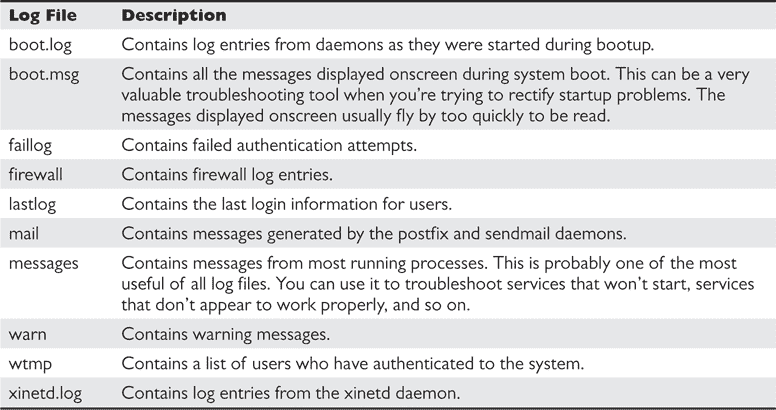 Log File Description
boot.log Contains log entries from daemons as they were started during bootup.
boot.msg Contains all the messages displayed onscreen during system boot. This can be a very
valuable troubleshooting tool when you're trying to rectify startup problems. The
messages displayed onscreen usually fly by too quickly to be read.
faillog Contains failed authentication attempts.
firewall Contains firewall log entries.
lastlog Contains the last login information for users.
mail Contains messages generated by the postfix and sendmail daemons.
messages Contains messages from most running processes. This is probably one of the most
useful of all log files. You can use it to troubleshoot services that won't start, services
that don't appear to work properly, and so on.
warn Contains warning messages.
wtmp Contains a list of users who have authenticated to the system.
xinetd.log Contains log entries from the xinetd daemon.